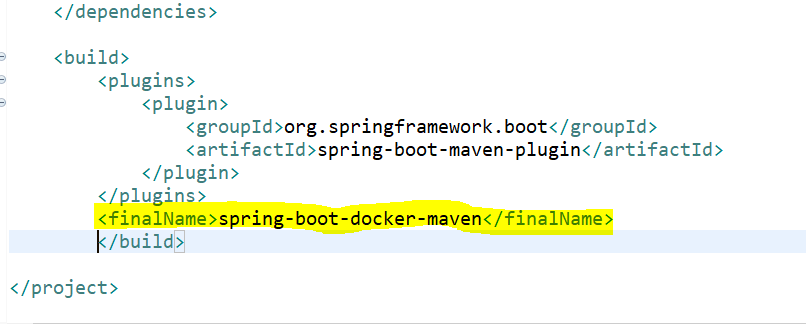 </dependencies>
<build>
<plugins>
<plugin>
<groupId>org.springframework.boot</groupId>
<artifactId>spring-boot-maven-plugin</artifactId>
</plugin>
</plugins>
<finalName>spring-boot-docker-maven</finalName>
</build>
</project>